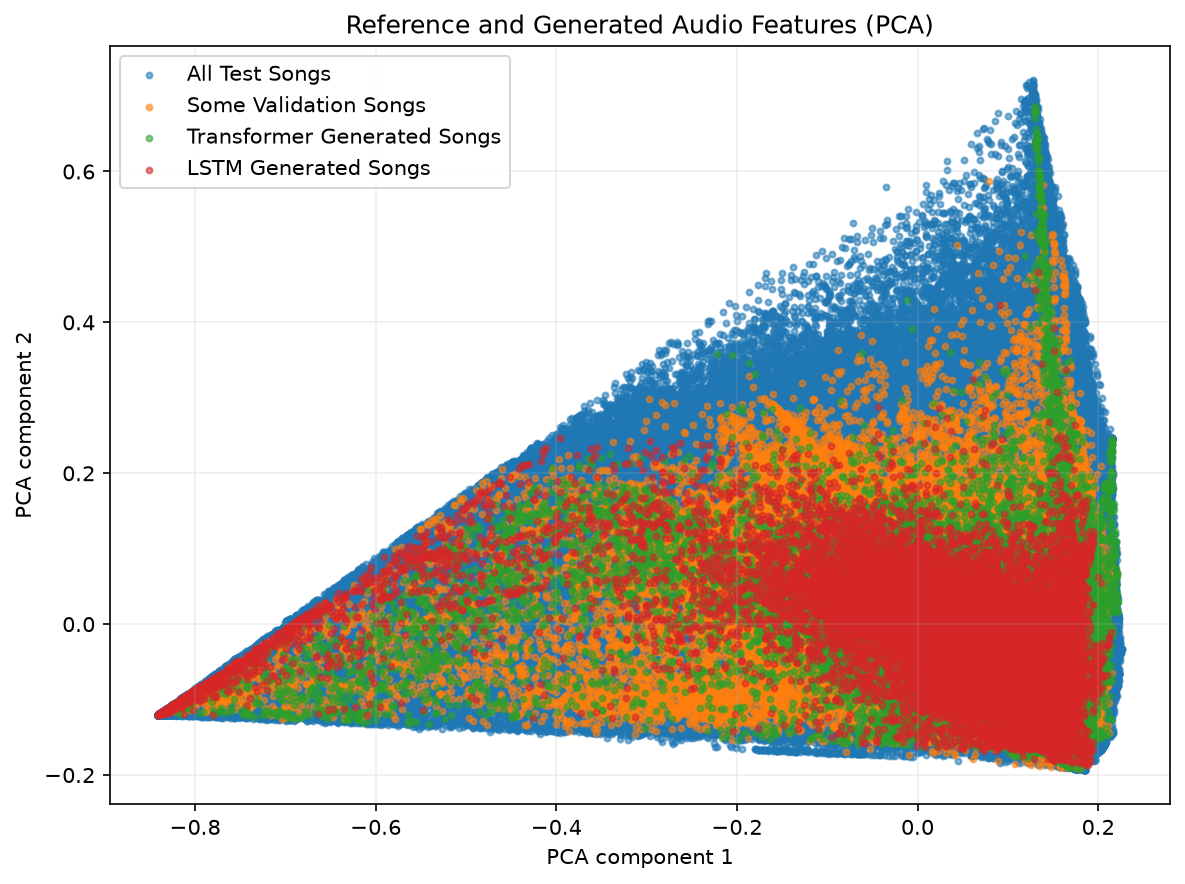 Reference and Generated Audio Features (PCA)
All Test Songs
Some Validation Songs
Transformer Generated Songs
LSTM Generated Songs
PCA component 2
0.6
0.4
0.2
0.0
−0.2
−0.8 −0.6 −0.4 −0.2 0.0 0.2
PCA component 1